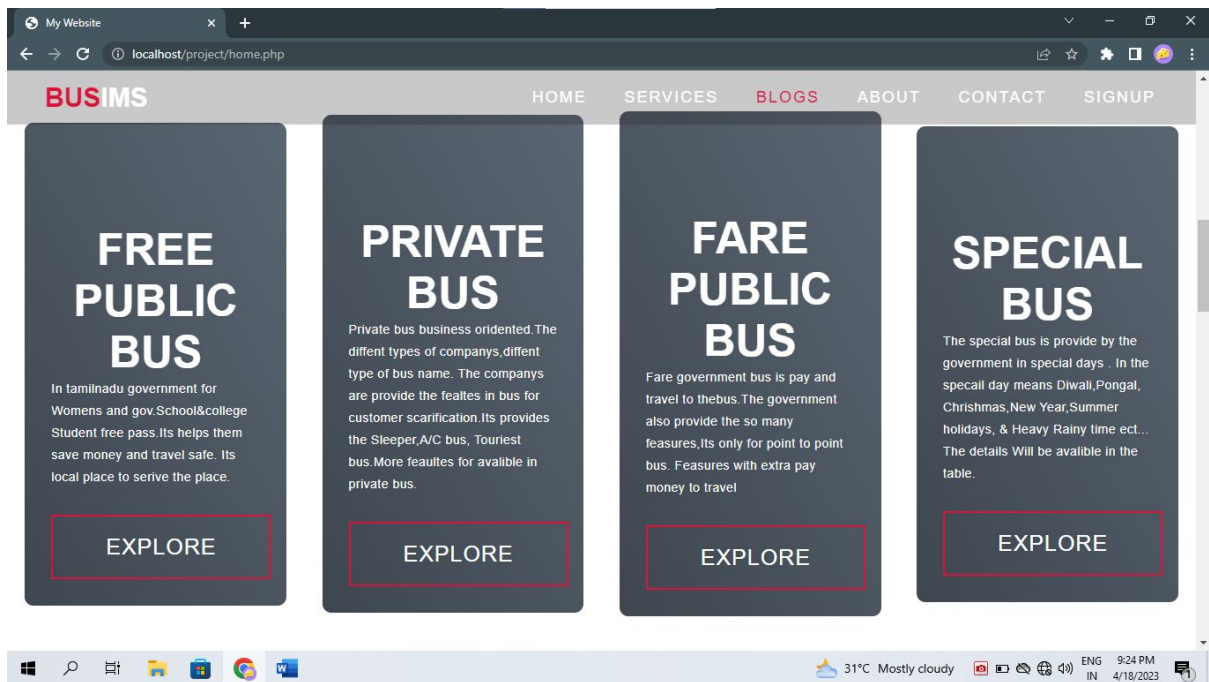 My Website
localhost/project/home.php
BUSIMS
HOME SERVICES BLOGS ABOUT CONTACT SIGNUP
FREE
PUBLIC
BUS
In tamilnadu government for
Womens and gov.School&college
Student free pass.Its helps them
save money and travel safe. Its
local place to serive the place.
EXPLORE
PRIVATE
BUS
Private bus business oridented.The
diffent types of companys,diffent
type of bus name. The companys
are provide the fealtes in bus for
customer scarification.Its provides
the Sleeper,A/C bus, Touriest
bus.More feaultes for avalible in
private bus.
EXPLORE
FARE
PUBLIC
BUS
Fare government bus is pay and
travel to thebus.The government
also provide the so many
feasures,Its only for point to point
bus. Feasures with extra pay
money to travel
EXPLORE
SPECIAL
BUS
The special bus is provide by the
government in special days . In the
specail day means Diwali,Pongal,
Chrishmas,New Year,Summer
holidays, & Heavy Rainy time ect...
The details Will be avalible in the
table.
EXPLORE
31°C Mostly cloudy
ENG
IN
9:24 PM
4/18/2023
1